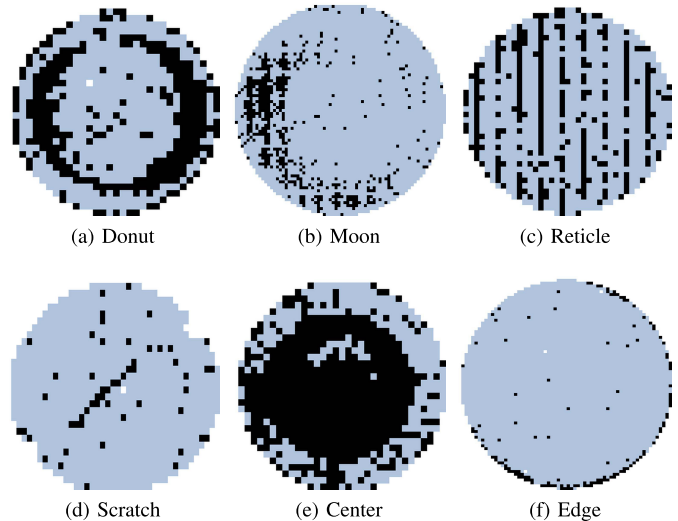 (a) Donut
(b) Moon
(c) Reticle
(d) Scratch
(e) Center
(f) Edge